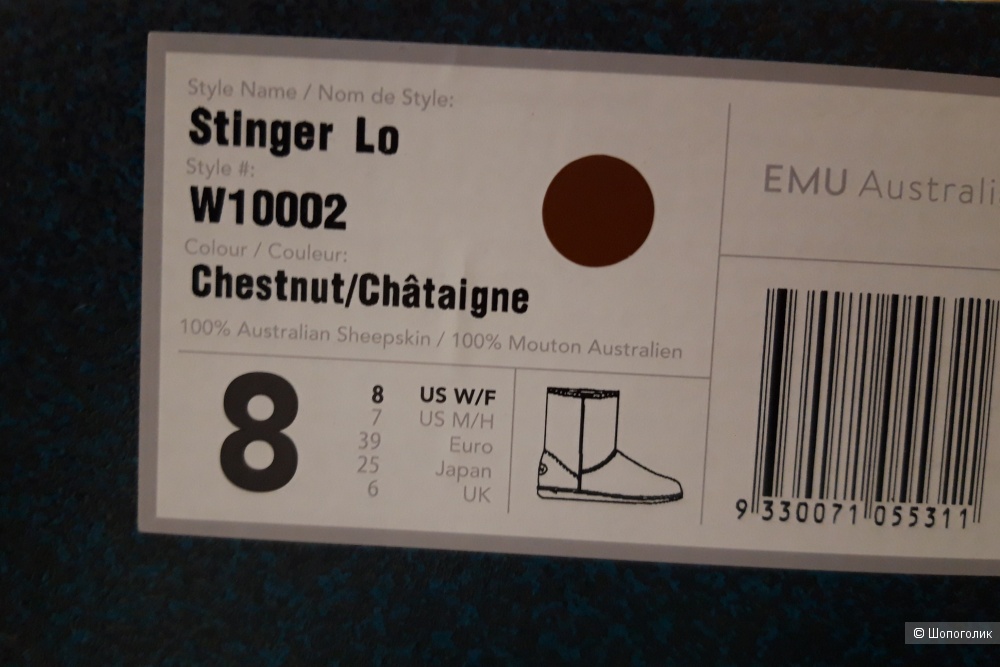 Style Name / Nom de Style:
Stinger Lo
Style #:
W10002
Colour / Couleur:
Chestnut/Châtaigne
100% Australian Sheepskin / 100% Mouton Australien
8
8 US W/F
7 US M/H
39 Euro
25 Japan
6 UK
EMU Australi
9 330071 055311
© Шопоголик